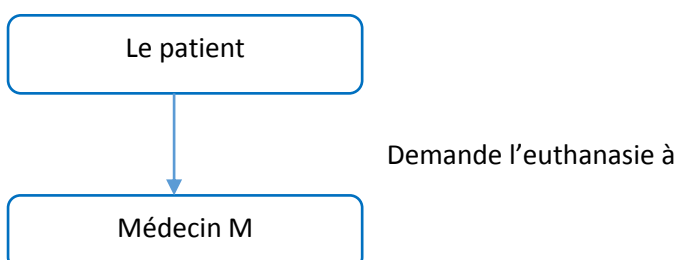 Le patient
Demande l’euthanasie à
Médecin M